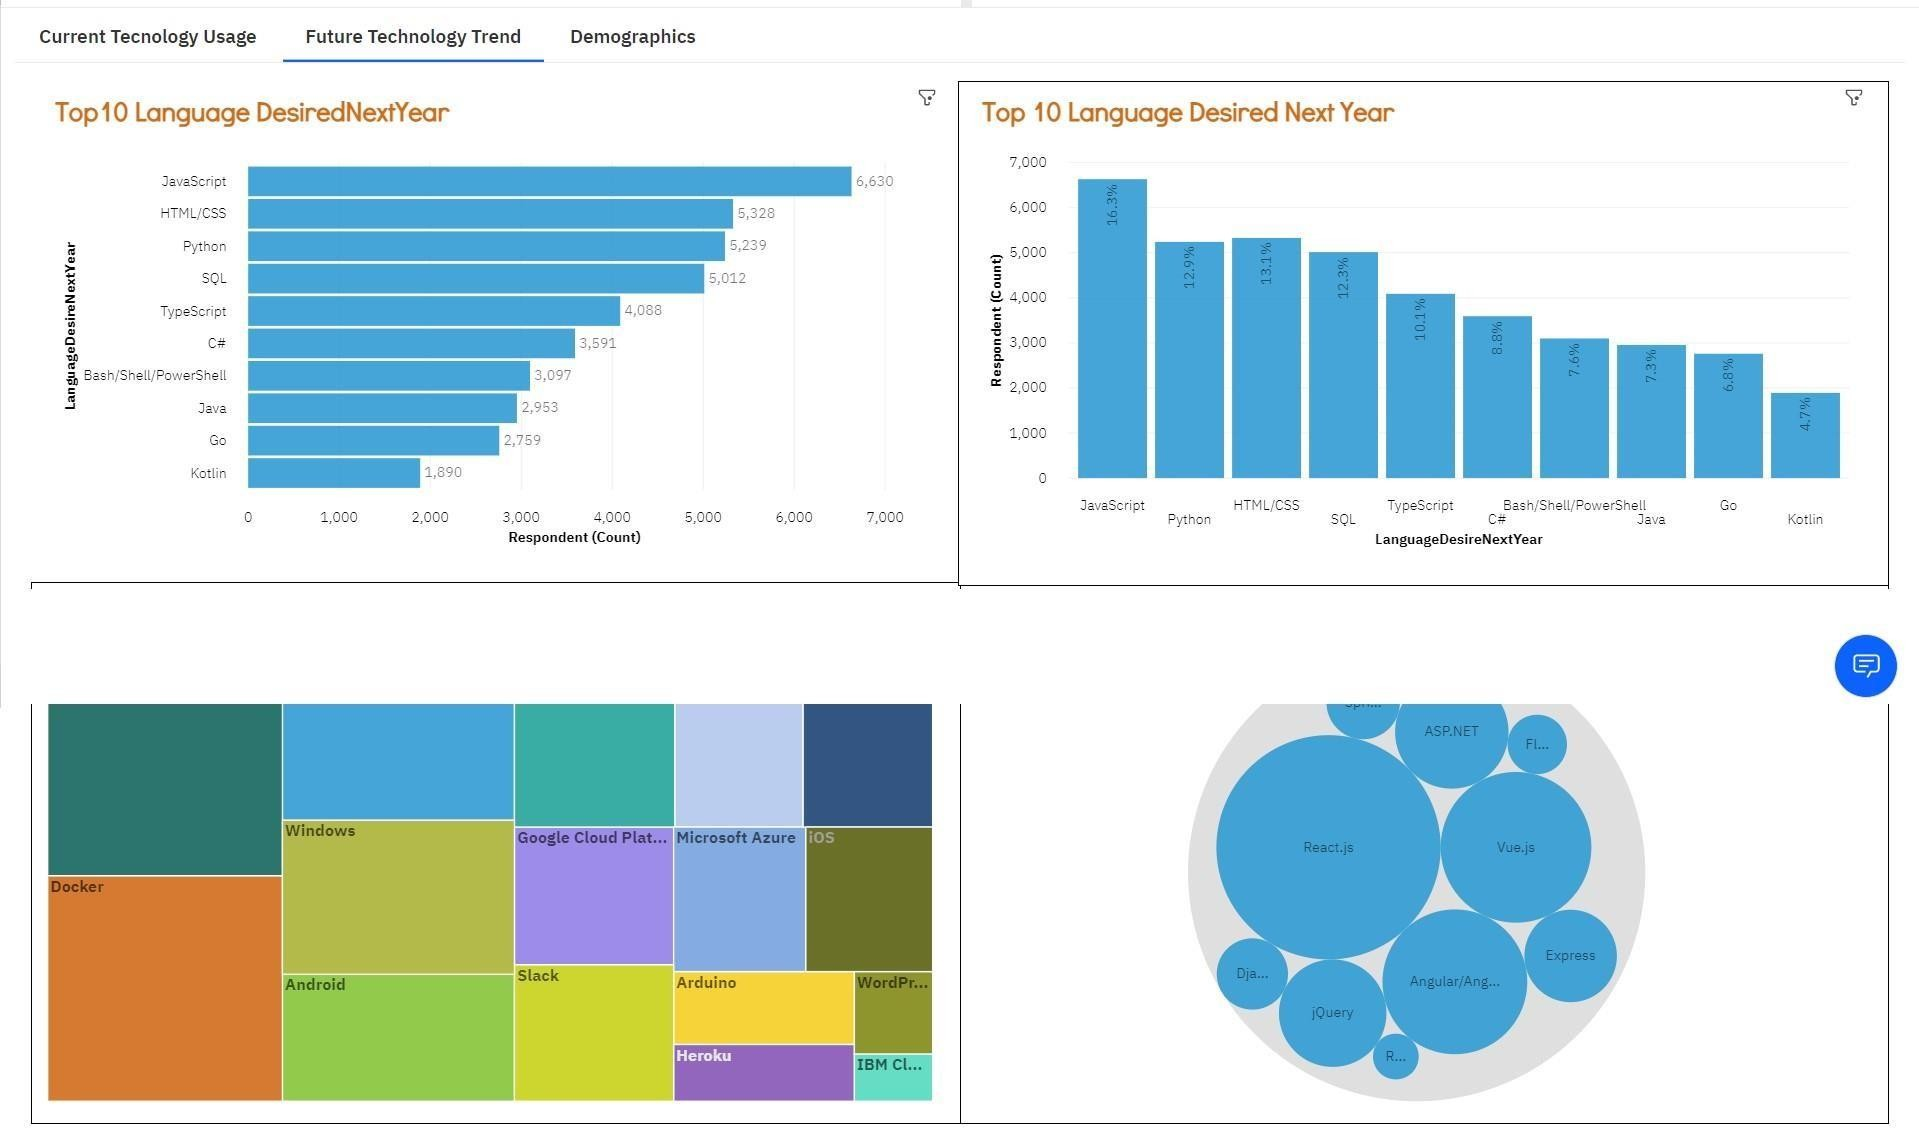 Current Tecnology Usage
Future Technology Trend
Demographics
Top10 Language DesiredNextYear
LanguageDesireNextYear
JavaScript 6,630
HTML/CSS 5,328
Python 5,239
SQL 5,012
TypeScript 4,088
C# 3,591
Bash/Shell/PowerShell 3,097
Java 2,953
Go 2,759
Kotlin 1,890
0 1,000 2,000 3,000 4,000 5,000 6,000 7,000
Respondent (Count)
Top 10 Language Desired Next Year
Respondent (Count)
7,000
6,000
5,000
4,000
3,000
2,000
1,000
0
16.3%
12.9%
13.1%
12.3%
10.1%
8.8%
7.6%
7.3%
6.8%
4.7%
JavaScript HTML/CSS TypeScript Bash/Shell/PowerShell Go
Python SQL C# Java Kotlin
LanguageDesireNextYear
Docker
Windows
Android
Google Cloud Plat...
Slack
Microsoft Azure
iOS
Arduino
WordPr...
Heroku
IBM Cl...
ASP.NET
Fl...
React.js
Vue.js
Express
Dja...
Angular/Ang...
jQuery
R...